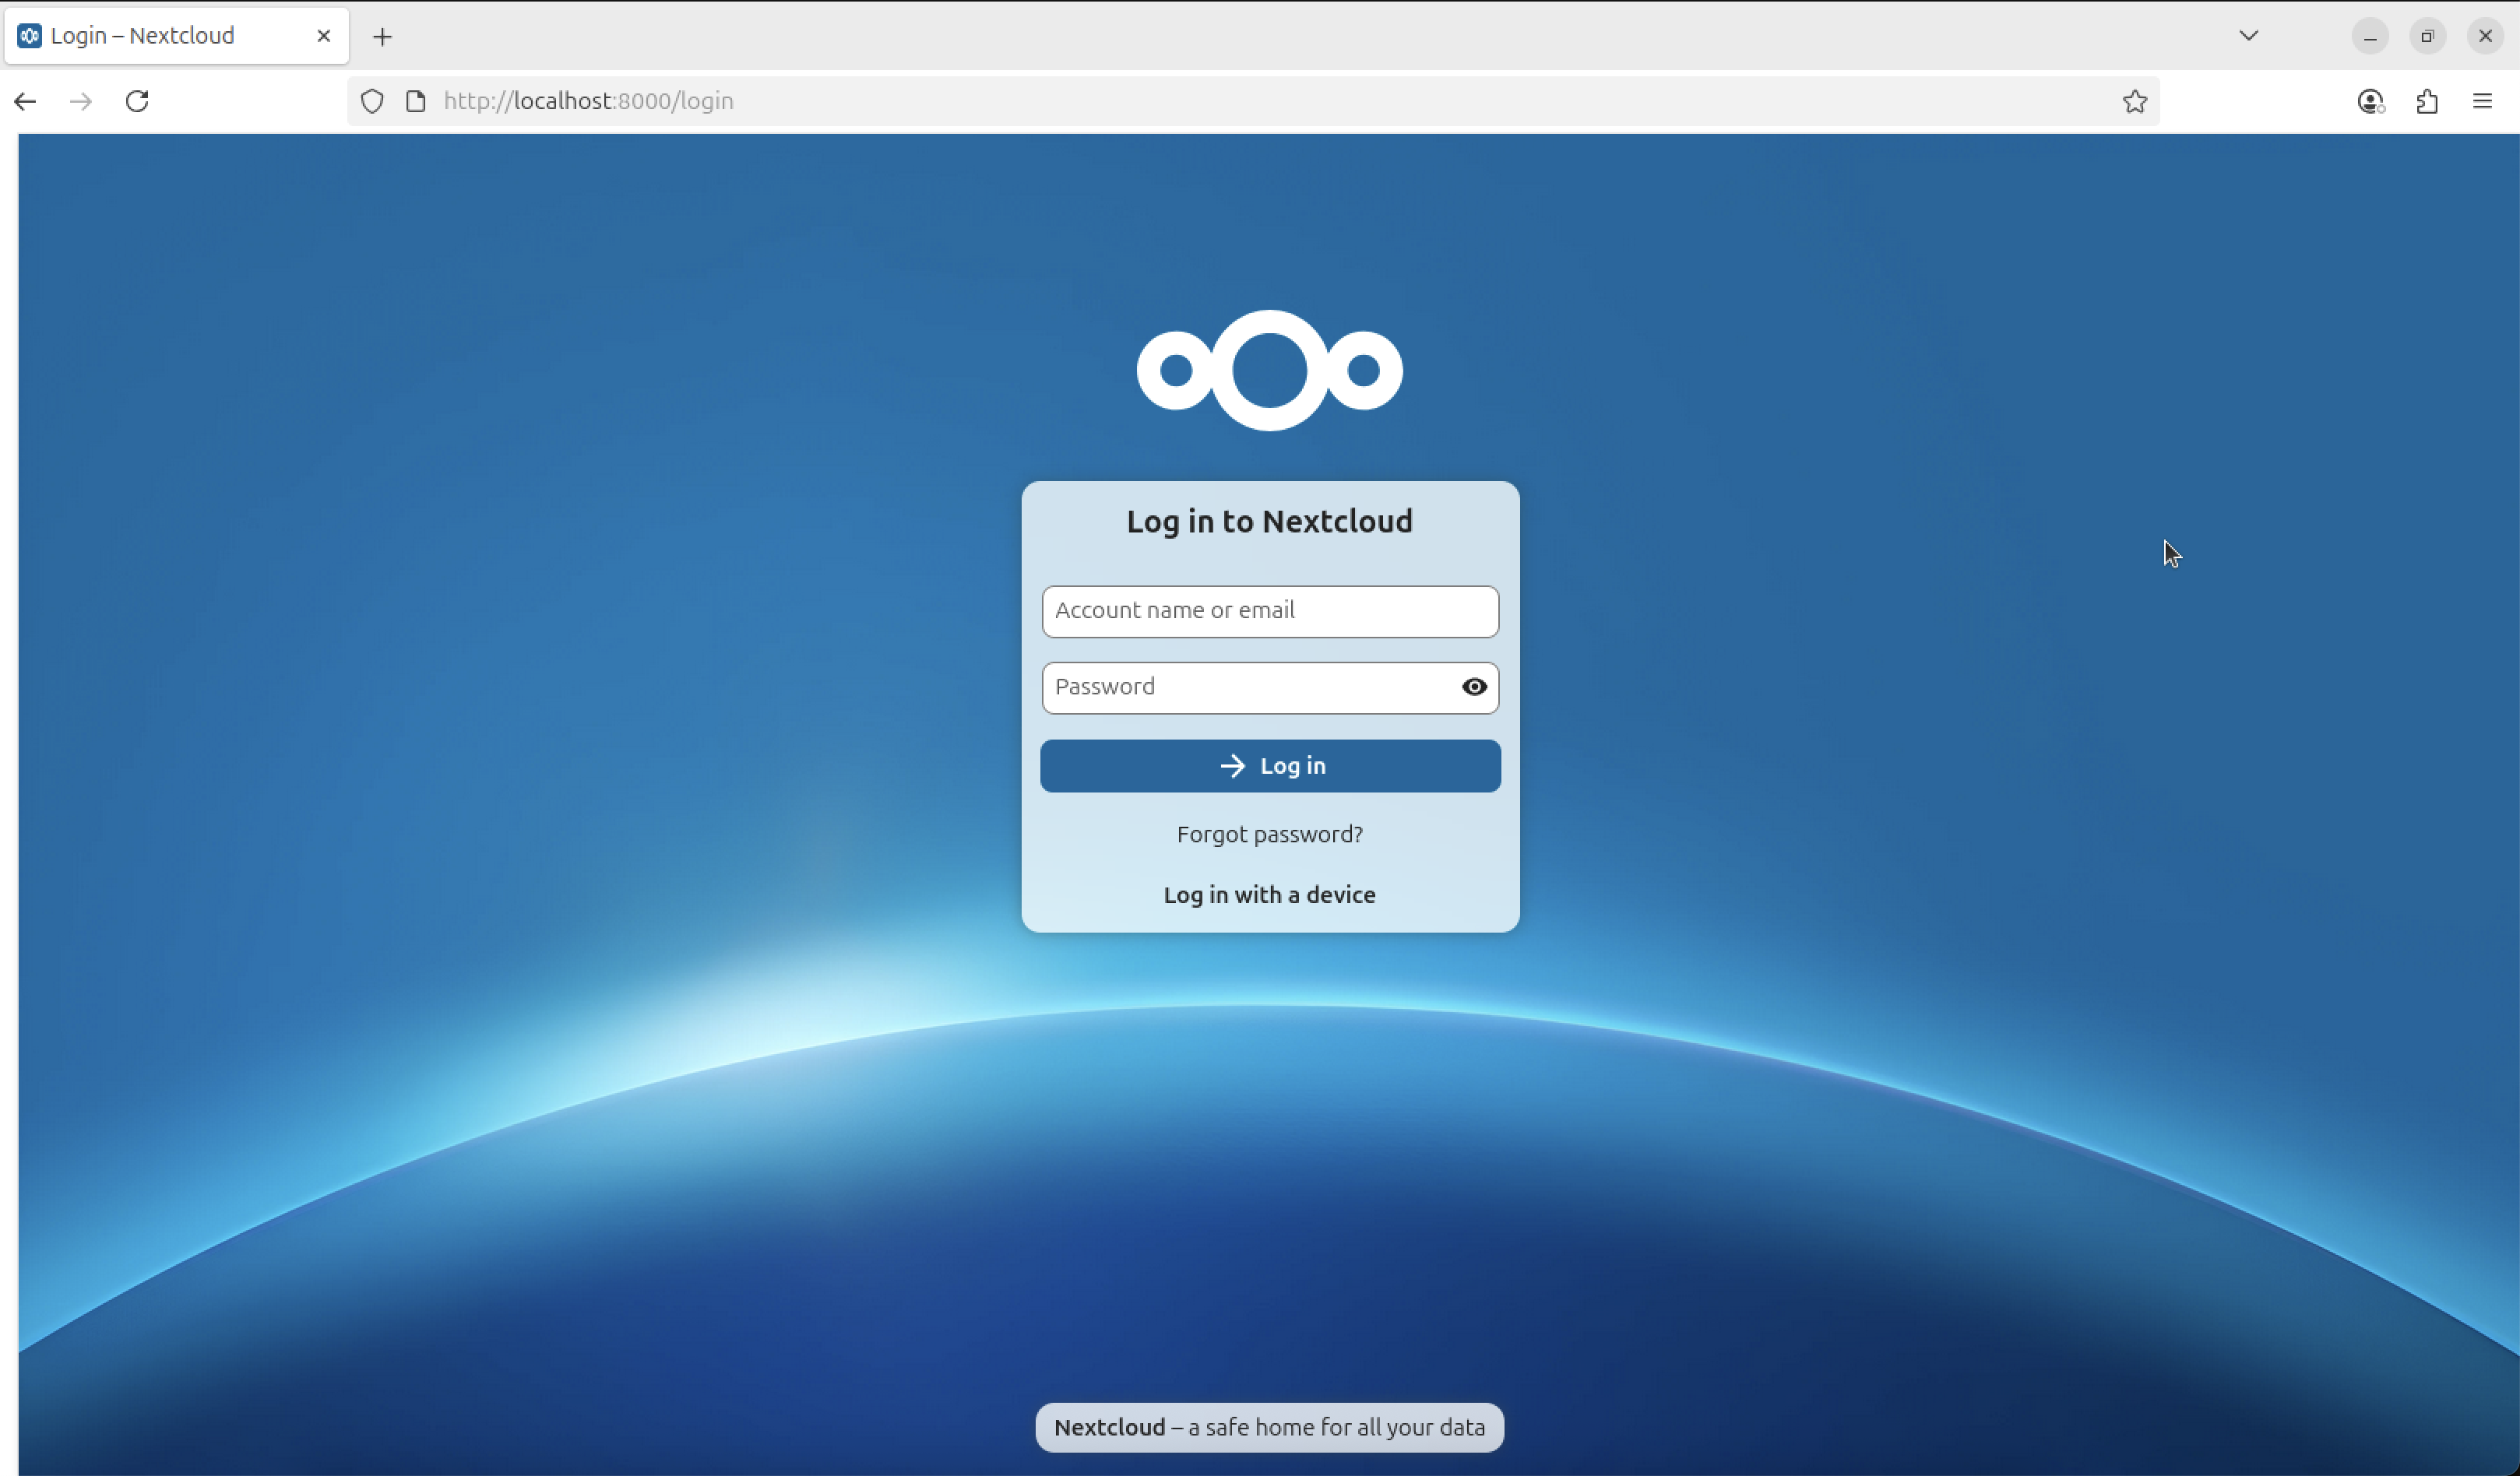 Login – Nextcloud
http://localhost:8000/login
Log in to Nextcloud
Account name or email
Password
Log in
Forgot password?
Log in with a device
Nextcloud – a safe home for all your data